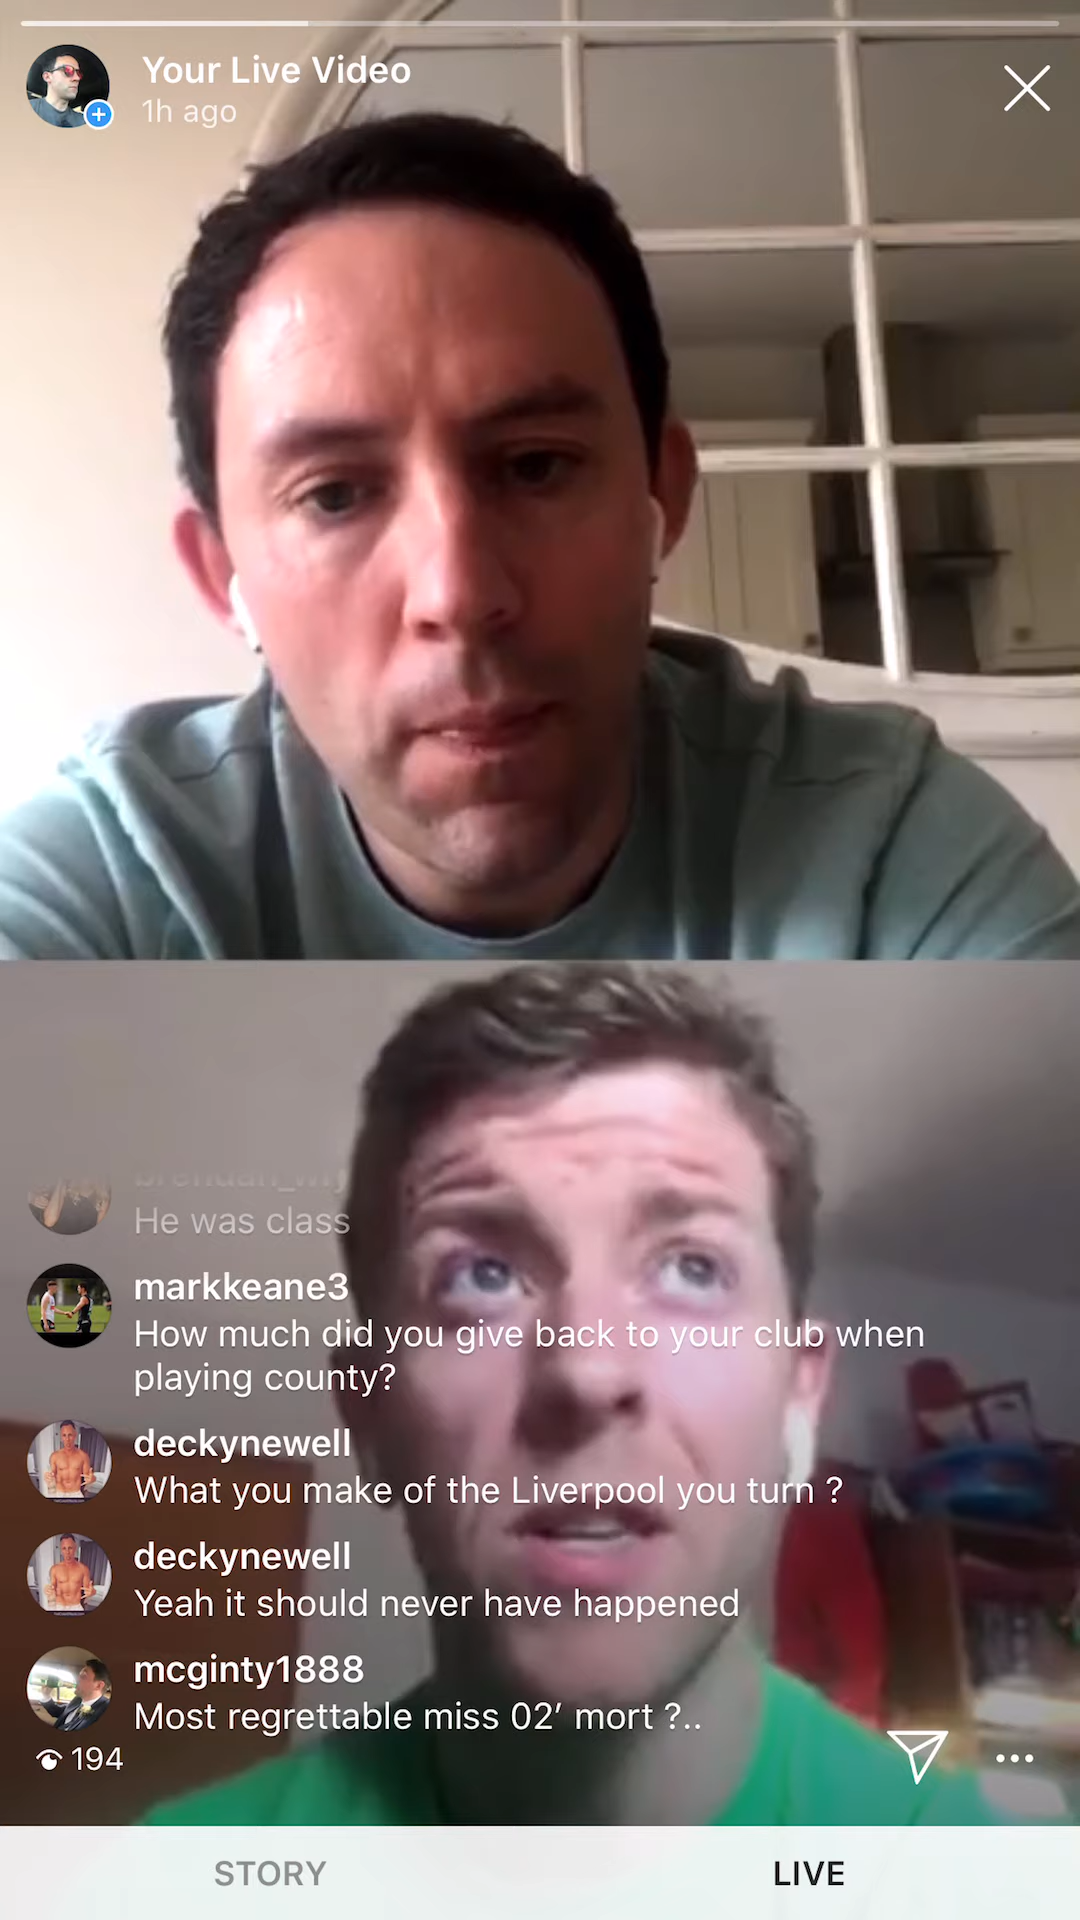 Your Live Video
1h ago
He was class
markkeane3
How much did you give back to your club when
playing county?
deckynewell
What you make of the Liverpool you turn ?
deckynewell
Yeah it should never have happened
mcginty1888
Most regrettable miss 02’ mort ?..
194
STORY
LIVE